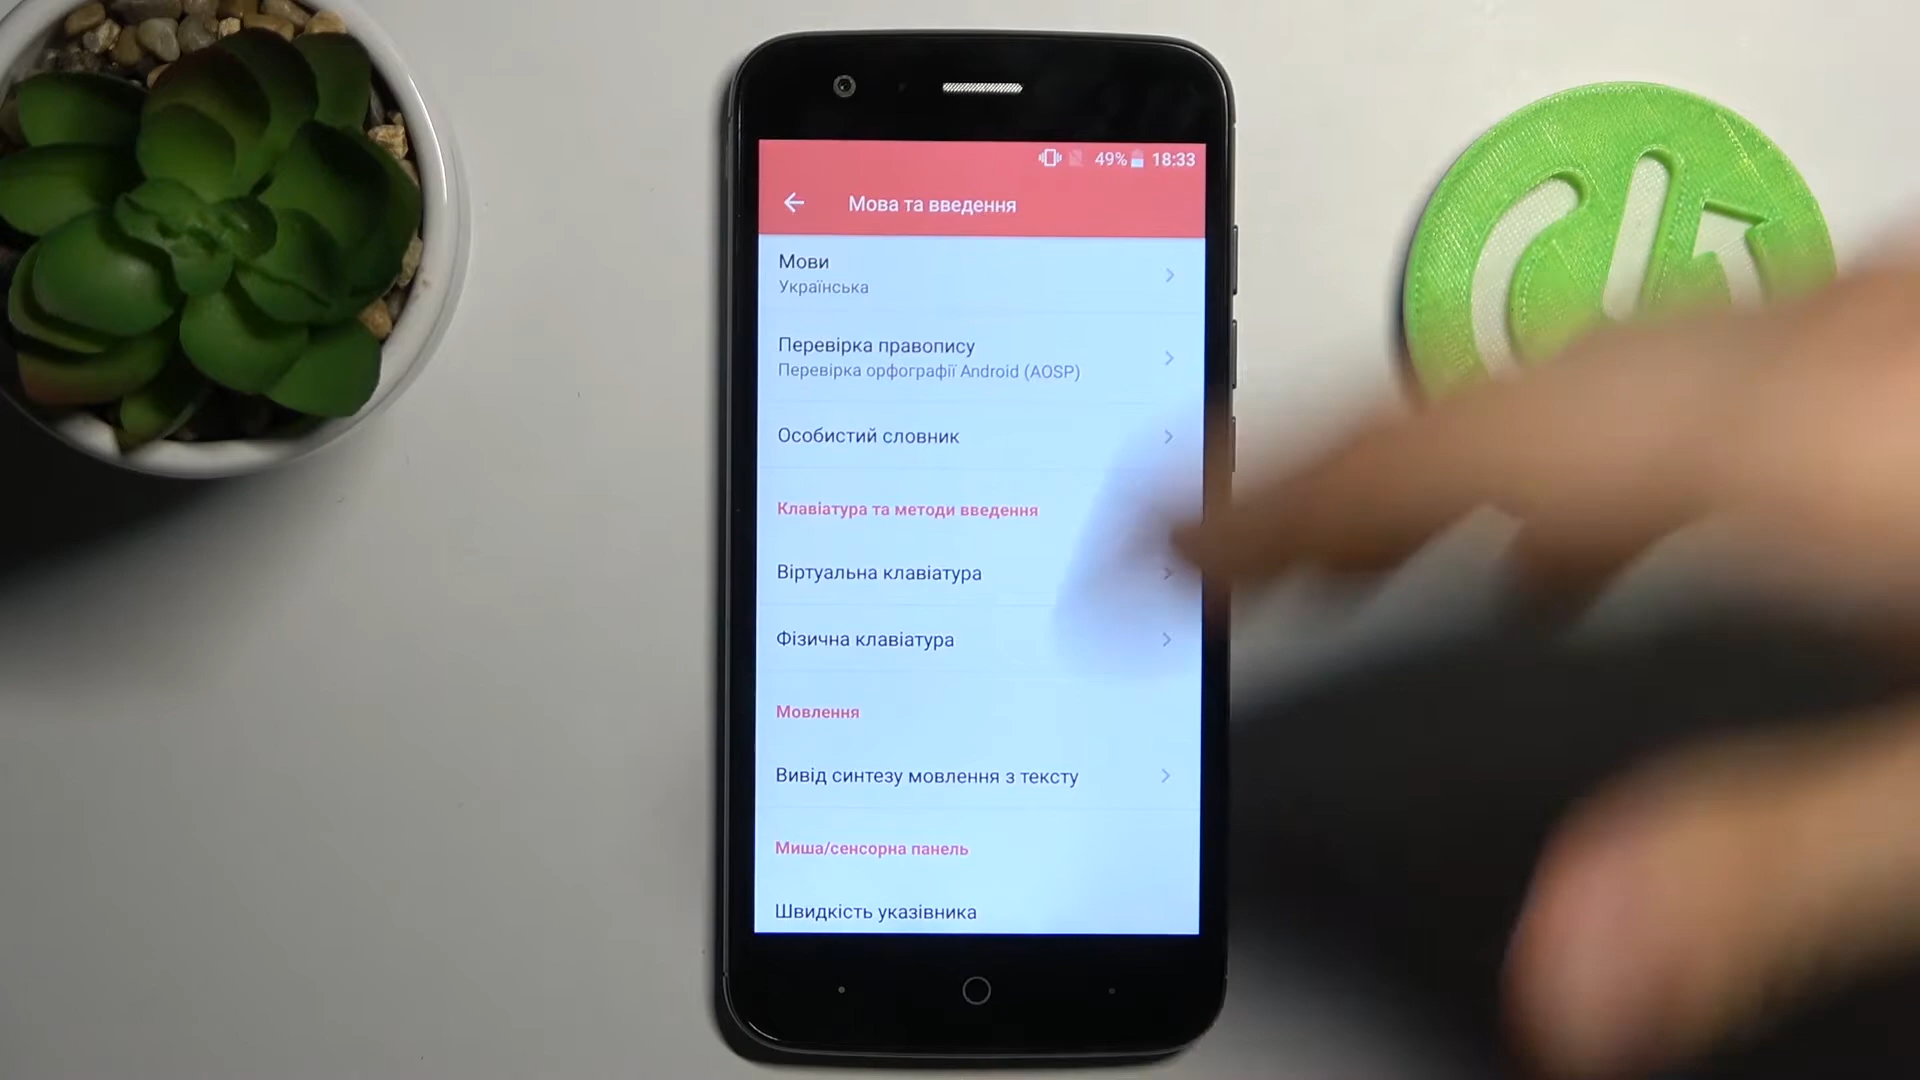 49% 18:33
Мова та введення
Мови
Українська
Перевірка правопису
Перевірка орфографії Android (AOSP)
Особистий словник
Клавіатура та методи введення
Віртуальна клавіатура
Фізична клавіатура
Мовлення
Вивід синтезу мовлення з тексту
Миша/сенсорна панель
Швидкість указівника